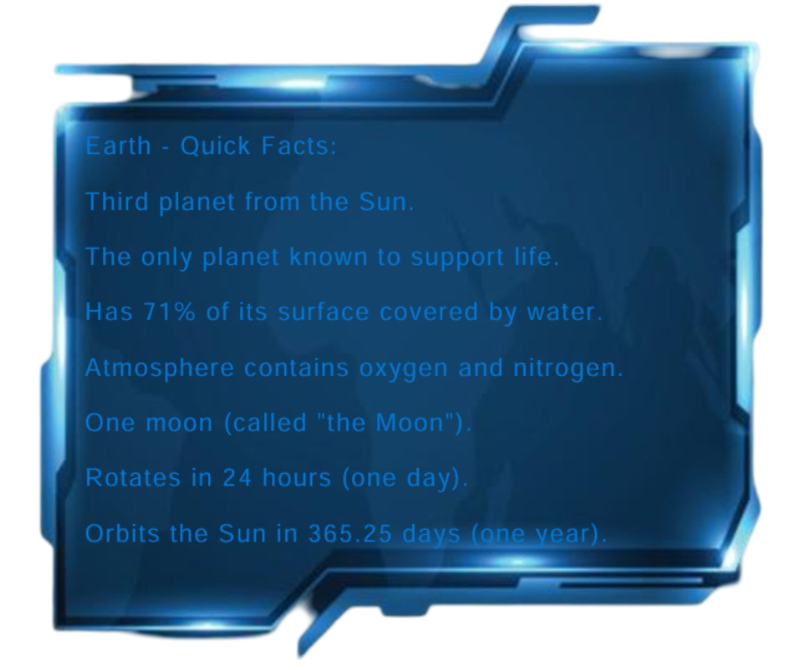 Earth - Quick Facts:
Third planet from the Sun.
The only planet known to support life.
Has 71% of its surface covered by water.
Atmosphere contains oxygen and nitrogen.
One moon (called "the Moon").
Rotates in 24 hours (one day).
Orbits the Sun in 365.25 days (one year).